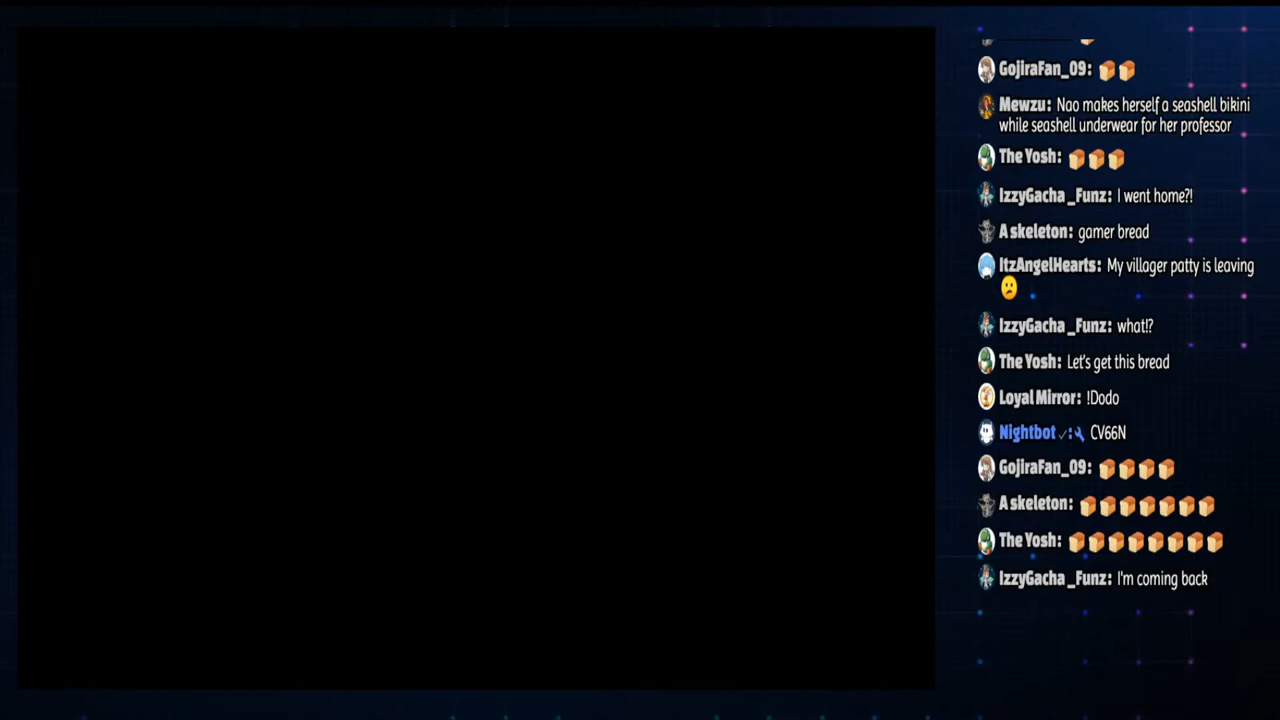 GojiraFan_09: 🍞🍞
Mewzu: Nao makes herself a seashell bikini
while seashell underwear for her professor
The Yosh: 🍞🍞🍞
IzzyGacha_Funz: I went home?!
A skeleton: gamer bread
ItzAngelHearts: My villager patty is leaving
😕
IzzyGacha_Funz: what!?
The Yosh: Let's get this bread
Loyal Mirror: !Dodo
Nightbot ✓: CV66N
GojiraFan_09: 🍞🍞🍞🍞
A skeleton: 🍞🍞🍞🍞🍞🍞🍞
The Yosh: 🍞🍞🍞🍞🍞🍞🍞🍞
IzzyGacha_Funz: I'm coming back